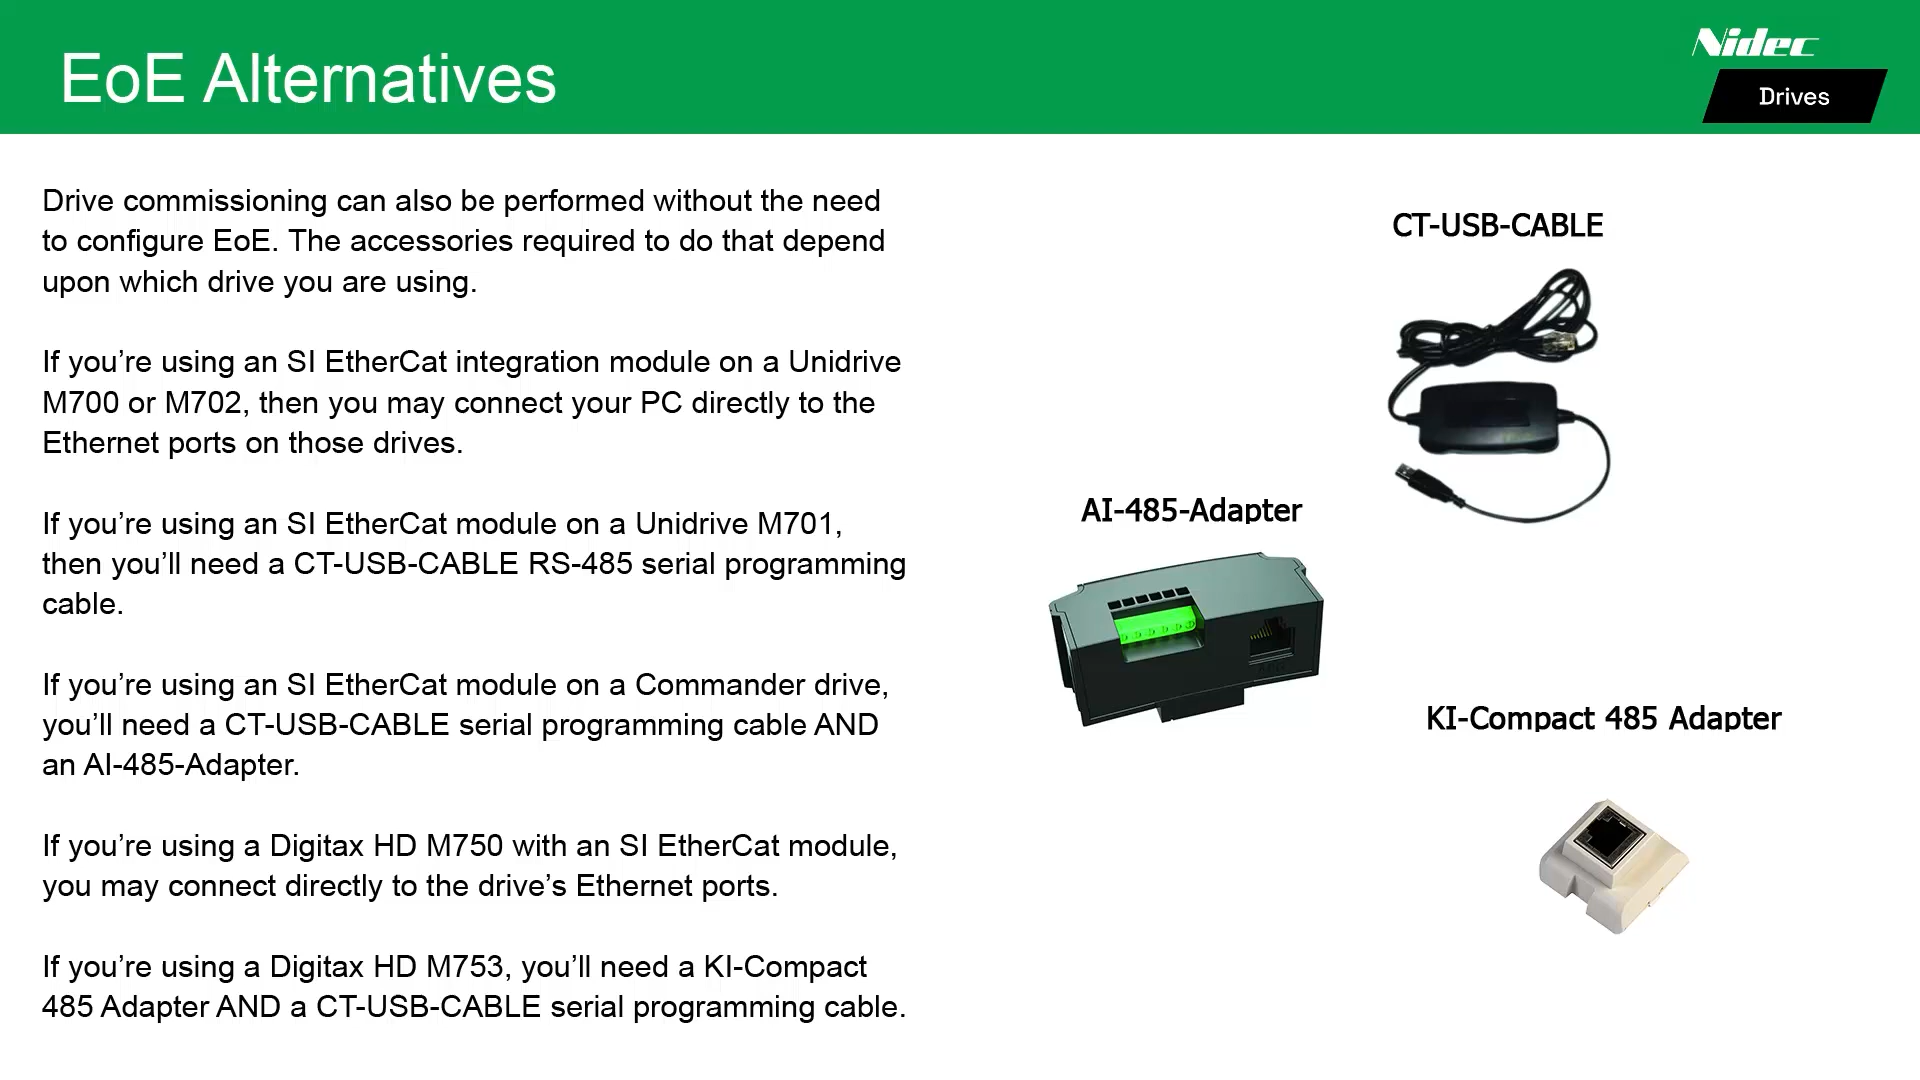 EoE Alternatives
Nidec
Drives
Drive commissioning can also be performed without the need
to configure EoE. The accessories required to do that depend
upon which drive you are using.
If you’re using an SI EtherCat integration module on a Unidrive
M700 or M702, then you may connect your PC directly to the
Ethernet ports on those drives.
If you’re using an SI EtherCat module on a Unidrive M701,
then you’ll need a CT-USB-CABLE RS-485 serial programming
cable.
If you’re using an SI EtherCat module on a Commander drive,
you’ll need a CT-USB-CABLE serial programming cable AND
an AI-485-Adapter.
If you’re using a Digitax HD M750 with an SI EtherCat module,
you may connect directly to the drive’s Ethernet ports.
If you’re using a Digitax HD M753, you’ll need a KI-Compact
485 Adapter AND a CT-USB-CABLE serial programming cable.
CT-USB-CABLE
AI-485-Adapter
KI-Compact 485 Adapter